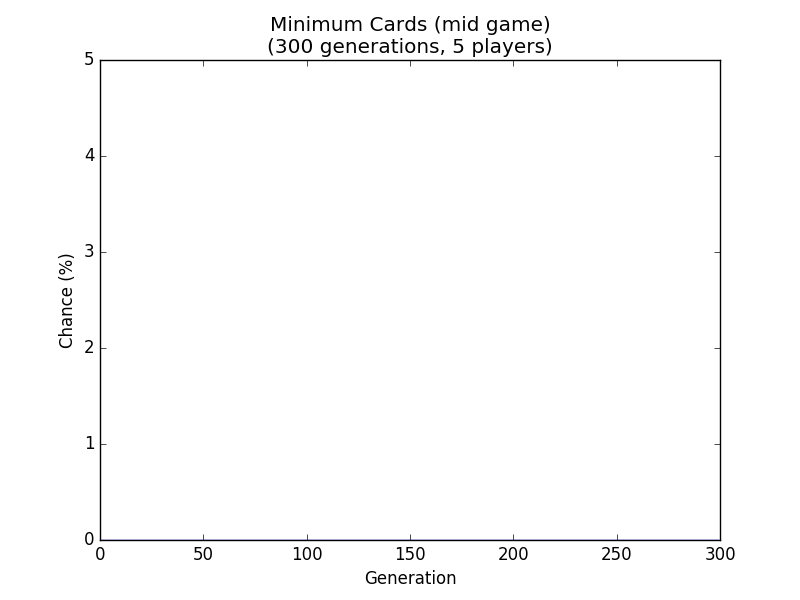 Minimum Cards (mid game)
(300 generations, 5 players)
5
4
3
2
1
0
Chance (%)
0 50 100 150 200 250 300
Generation